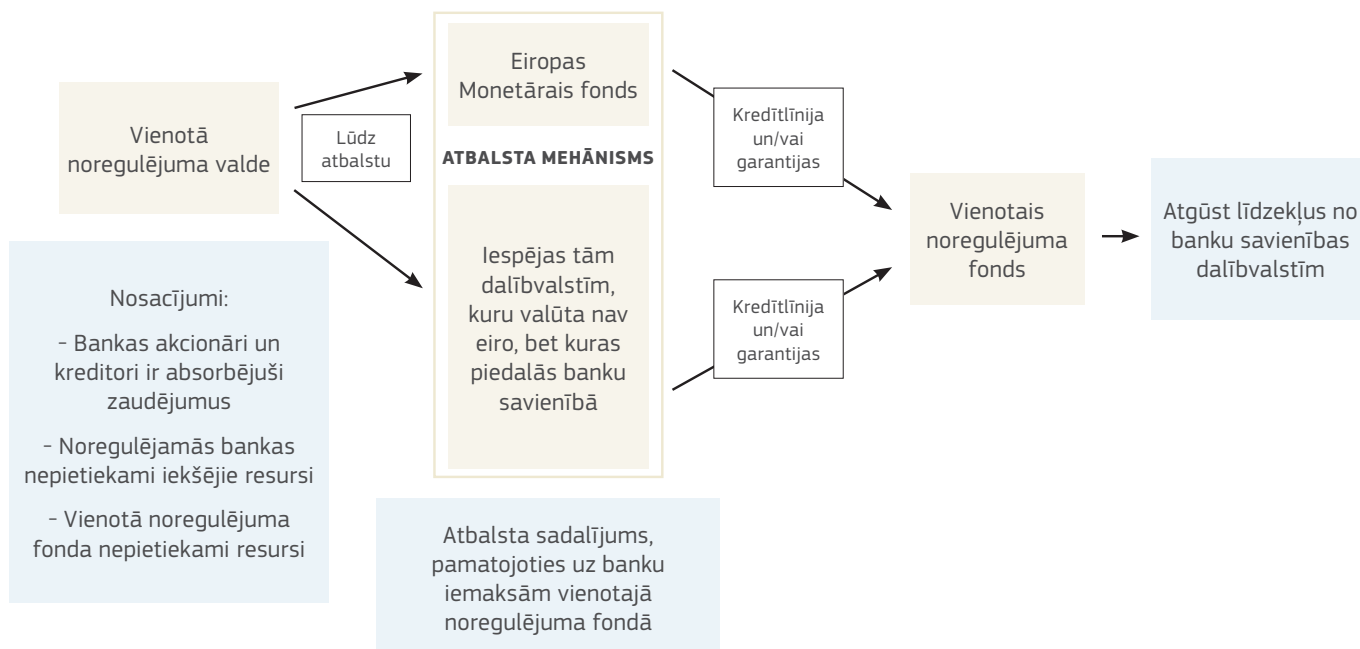 Vienotā
noregulējuma valde
Lūdz
atbalstu
Eiropas
Monetārais fonds
ATBALSTA MEHĀNISMS
Iespējas tām
dalībvalstīm,
kuru valūta nav
eiro, bet kuras
piedalās banku
savienībā
Kredītlīnija
un/vai
garantijas
Kredītlīnija
un/vai
garantijas
Vienotais
noregulējuma
fonds
Atgūst līdzekļus no
banku savienības
dalībvalstīm
Nosacījumi:
- Bankas akcionāri un
kreditori ir absorbējuši
zaudējumus
- Noregulējamās bankas
nepietiekami iekšējie resursi
- Vienotā noregulējuma
fonda nepietiekami resursi
Atbalsta sadalījums,
pamatojoties uz banku
iemaksām vienotajā
noregulējuma fondā